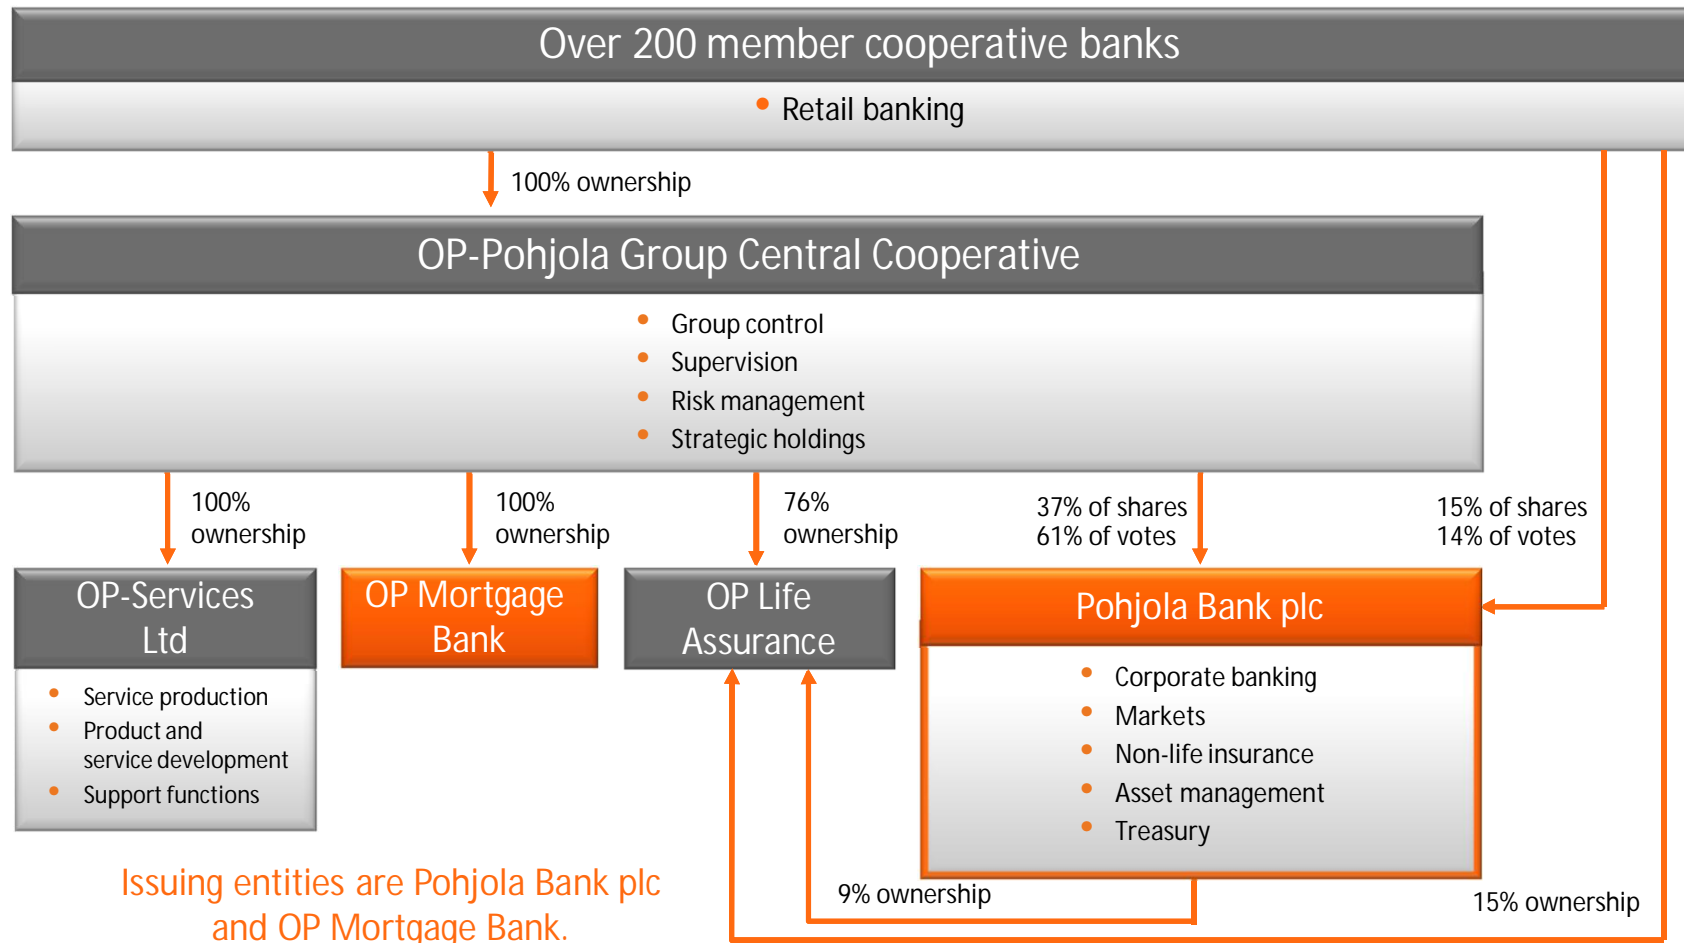 Over 200 member cooperative banks
• Retail banking
100% ownership
OP-Pohjola Group Central Cooperative
• Group control
• Supervision
• Risk management
• Strategic holdings
100%
ownership
100%
ownership
76%
ownership
37% of shares
61% of votes
15% of shares
14% of votes
OP-Services
Ltd
• Service production
• Product and
service development
• Support functions
OP Mortgage
Bank
OP Life
Assurance
Pohjola Bank plc
• Corporate banking
• Markets
• Non-life insurance
• Asset management
• Treasury
9% ownership
15% ownership
Issuing entities are Pohjola Bank plc
and OP Mortgage Bank.